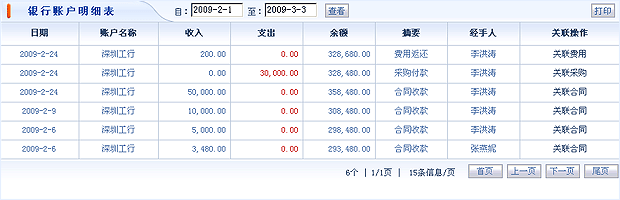 银行账户明细表 自：2009-2-1 至：2009-3-3 查看 打印
日期 账户名称 收入 支出 余额 摘要 经手人 关联操作
2009-2-24 深圳工行 200.00 0.00 328,680.00 费用返还 李洪涛 关联费用
2009-2-24 深圳工行 0.00 30,000.00 328,480.00 采购付款 李洪涛 关联采购
2009-2-24 深圳工行 50,000.00 0.00 358,480.00 合同收款 李洪涛 关联合同
2009-2-9 深圳工行 10,000.00 0.00 308,480.00 合同收款 李洪涛 关联合同
2009-2-6 深圳工行 5,000.00 0.00 298,480.00 合同收款 李洪涛 关联合同
2009-2-6 深圳工行 3,480.00 0.00 293,480.00 合同收款 张燕妮 关联合同
6个 | 1/1页 | 15条信息/页 首页 上一页 下一页 尾页